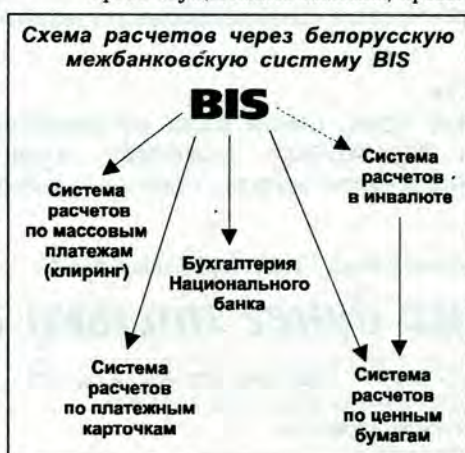 Схема расчетов через белорусскую
межбанковскую систему BIS
BIS
Система
расчетов
по массовым
платежам
(клиринг)
Система
расчетов
в инвалюте
Бухгалтерия
Национального
банка
Система
расчетов
по платежным
карточкам
Система
расчетов
по ценным
бумагам